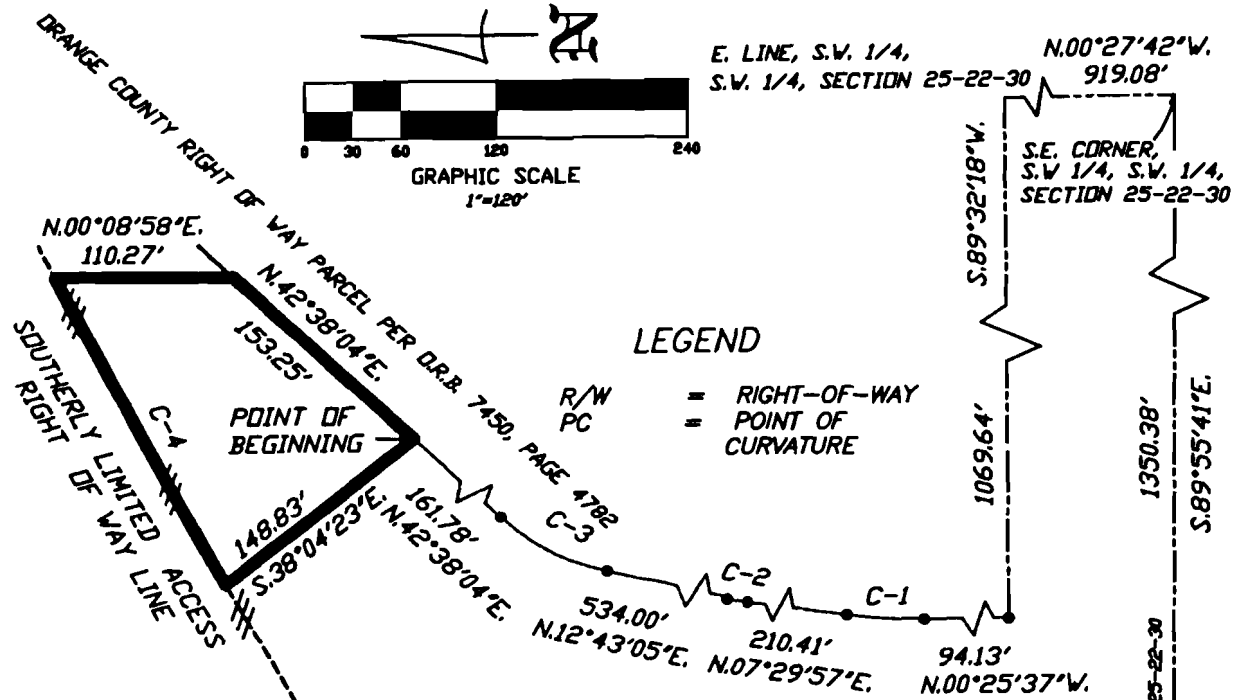 N
0 30 60 120 240
GRAPHIC SCALE
1"=120'
E. LINE, S.W. 1/4,
S.W. 1/4, SECTION 25-22-30
N.00°27'42"W.
919.08'
S.E. CORNER,
S.W 1/4, S.W. 1/4,
SECTION 25-22-30
S.89°32'18"W.
1069.64'
1350.38'
S.89°55'41"E.
25-22-30
ORANGE COUNTY RIGHT OF WAY PARCEL PER O.R.B. 7450, PAGE 4782
N.00°08'58"E.
110.27'
N.42°38'04"E.
153.25'
POINT OF
BEGINNING
C-4
SOUTHERLY LIMITED ACCESS
RIGHT OF WAY LINE
148.83'
S.38°04'23"E.
161.78'
N.42°38'04"E.
C-3
534.00'
N.12°43'05"E.
C-2
210.41'
N.07°29'57"E.
C-1
94.13'
N.00°25'37"W.
LEGEND
R/W = RIGHT-OF-WAY
PC = POINT OF
CURVATURE